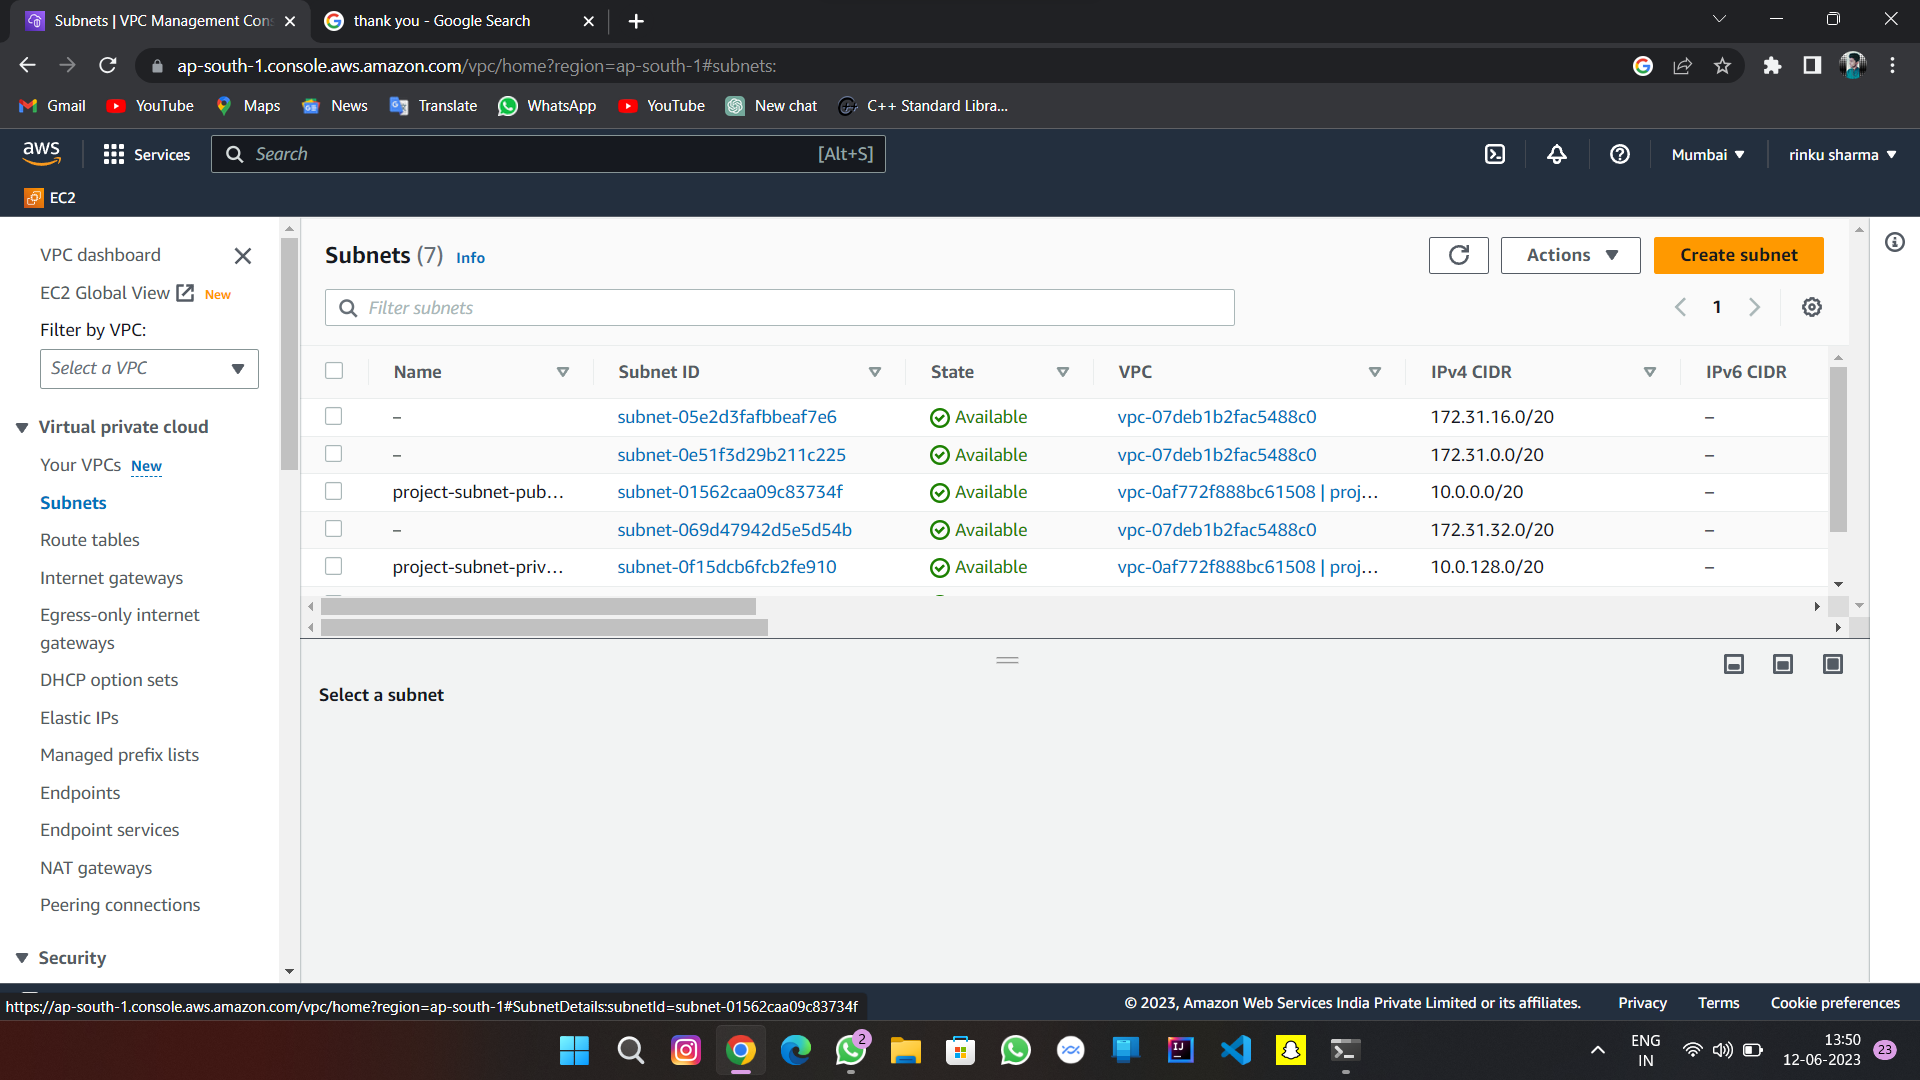 Subnets | VPC Management Con
thank you - Google Search
ap-south-1.console.aws.amazon.com/vpc/home?region=ap-south-1#subnets:
Gmail YouTube Maps News Translate WhatsApp YouTube New chat C++ Standard Libra...
aws
Services
Search
[Alt+S]
Mumbai
rinku sharma
EC2
VPC dashboard
EC2 Global View New
Filter by VPC:
Select a VPC
Virtual private cloud
Your VPCs New
Subnets
Route tables
Internet gateways
Egress-only internet
gateways
DHCP option sets
Elastic IPs
Managed prefix lists
Endpoints
Endpoint services
NAT gateways
Peering connections
Security
Subnets (7) Info
Actions
Create subnet
Filter subnets
1
Name Subnet ID State VPC IPv4 CIDR IPv6 CIDR
– subnet-05e2d3fafbbeaf7e6 Available vpc-07deb1b2fac5488c0 172.31.16.0/20 –
– subnet-0e51f3d29b211c225 Available vpc-07deb1b2fac5488c0 172.31.0.0/20 –
project-subnet-pub... subnet-01562caa09c83734f Available vpc-0af772f888bc61508 | proj... 10.0.0.0/20 –
– subnet-069d47942d5e5d54b Available vpc-07deb1b2fac5488c0 172.31.32.0/20 –
project-subnet-priv... subnet-0f15dcb6fcb2fe910 Available vpc-0af772f888bc61508 | proj... 10.0.128.0/20 –
Select a subnet
https://ap-south-1.console.aws.amazon.com/vpc/home?region=ap-south-1#SubnetDetails:subnetId=subnet-01562caa09c83734f
© 2023, Amazon Web Services India Private Limited or its affiliates.
Privacy Terms Cookie preferences
2
IJ
ENG
IN
13:50
12-06-2023
23